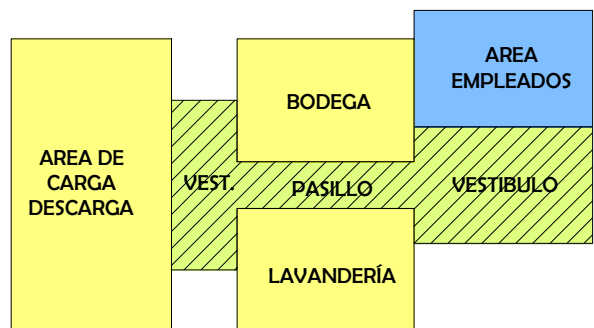 AREA DE
CARGA
DESCARGA
VEST.
BODEGA
PASILLO
LAVANDERÍA
AREA
EMPLEADOS
VESTIBULO